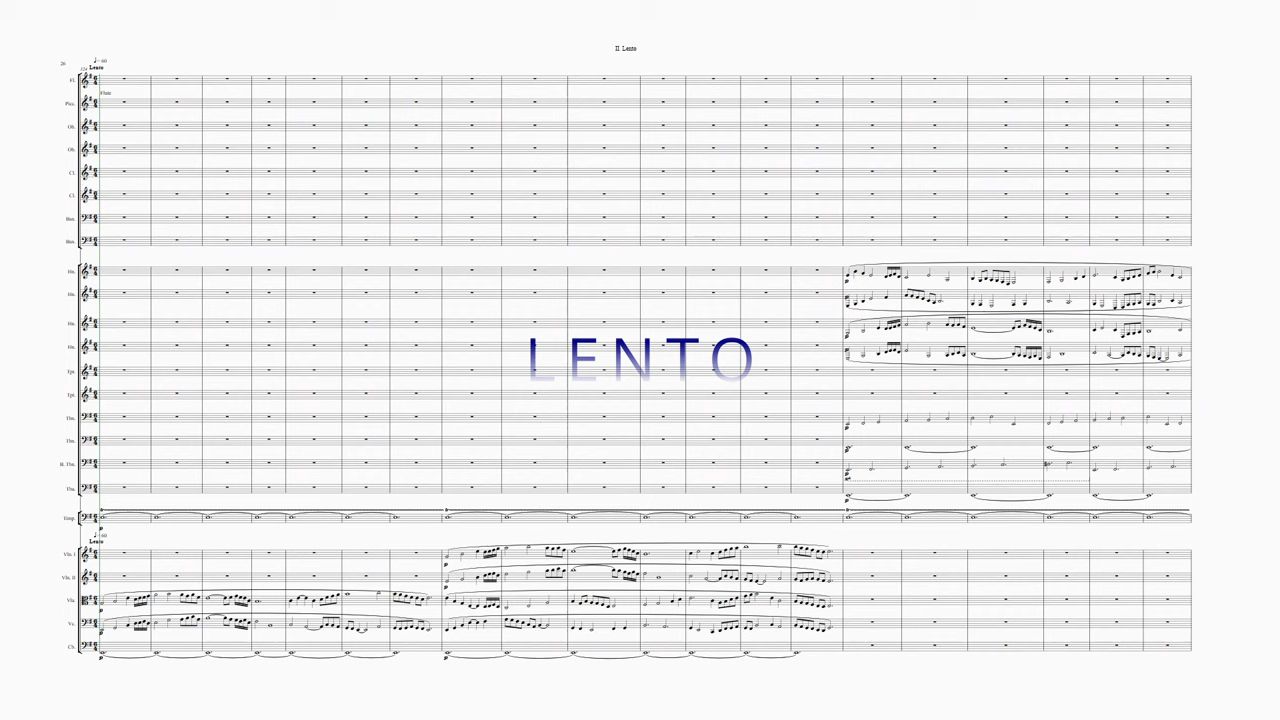 II. Lento
26
♩ = 60
Lento
Fl.
Flute
Picc.
Ob.
Ob.
Cl.
Cl.
Bsn.
Bsn.
Hn.
Hn.
Hn.
Hn.
LENTO
Tpt.
Tpt.
Tbn.
Tbn.
B. Tbn.
Tba.
Timp.
♩ = 60
Lento
Vln. I
Vln. II
Vla.
Vc.
Cb.